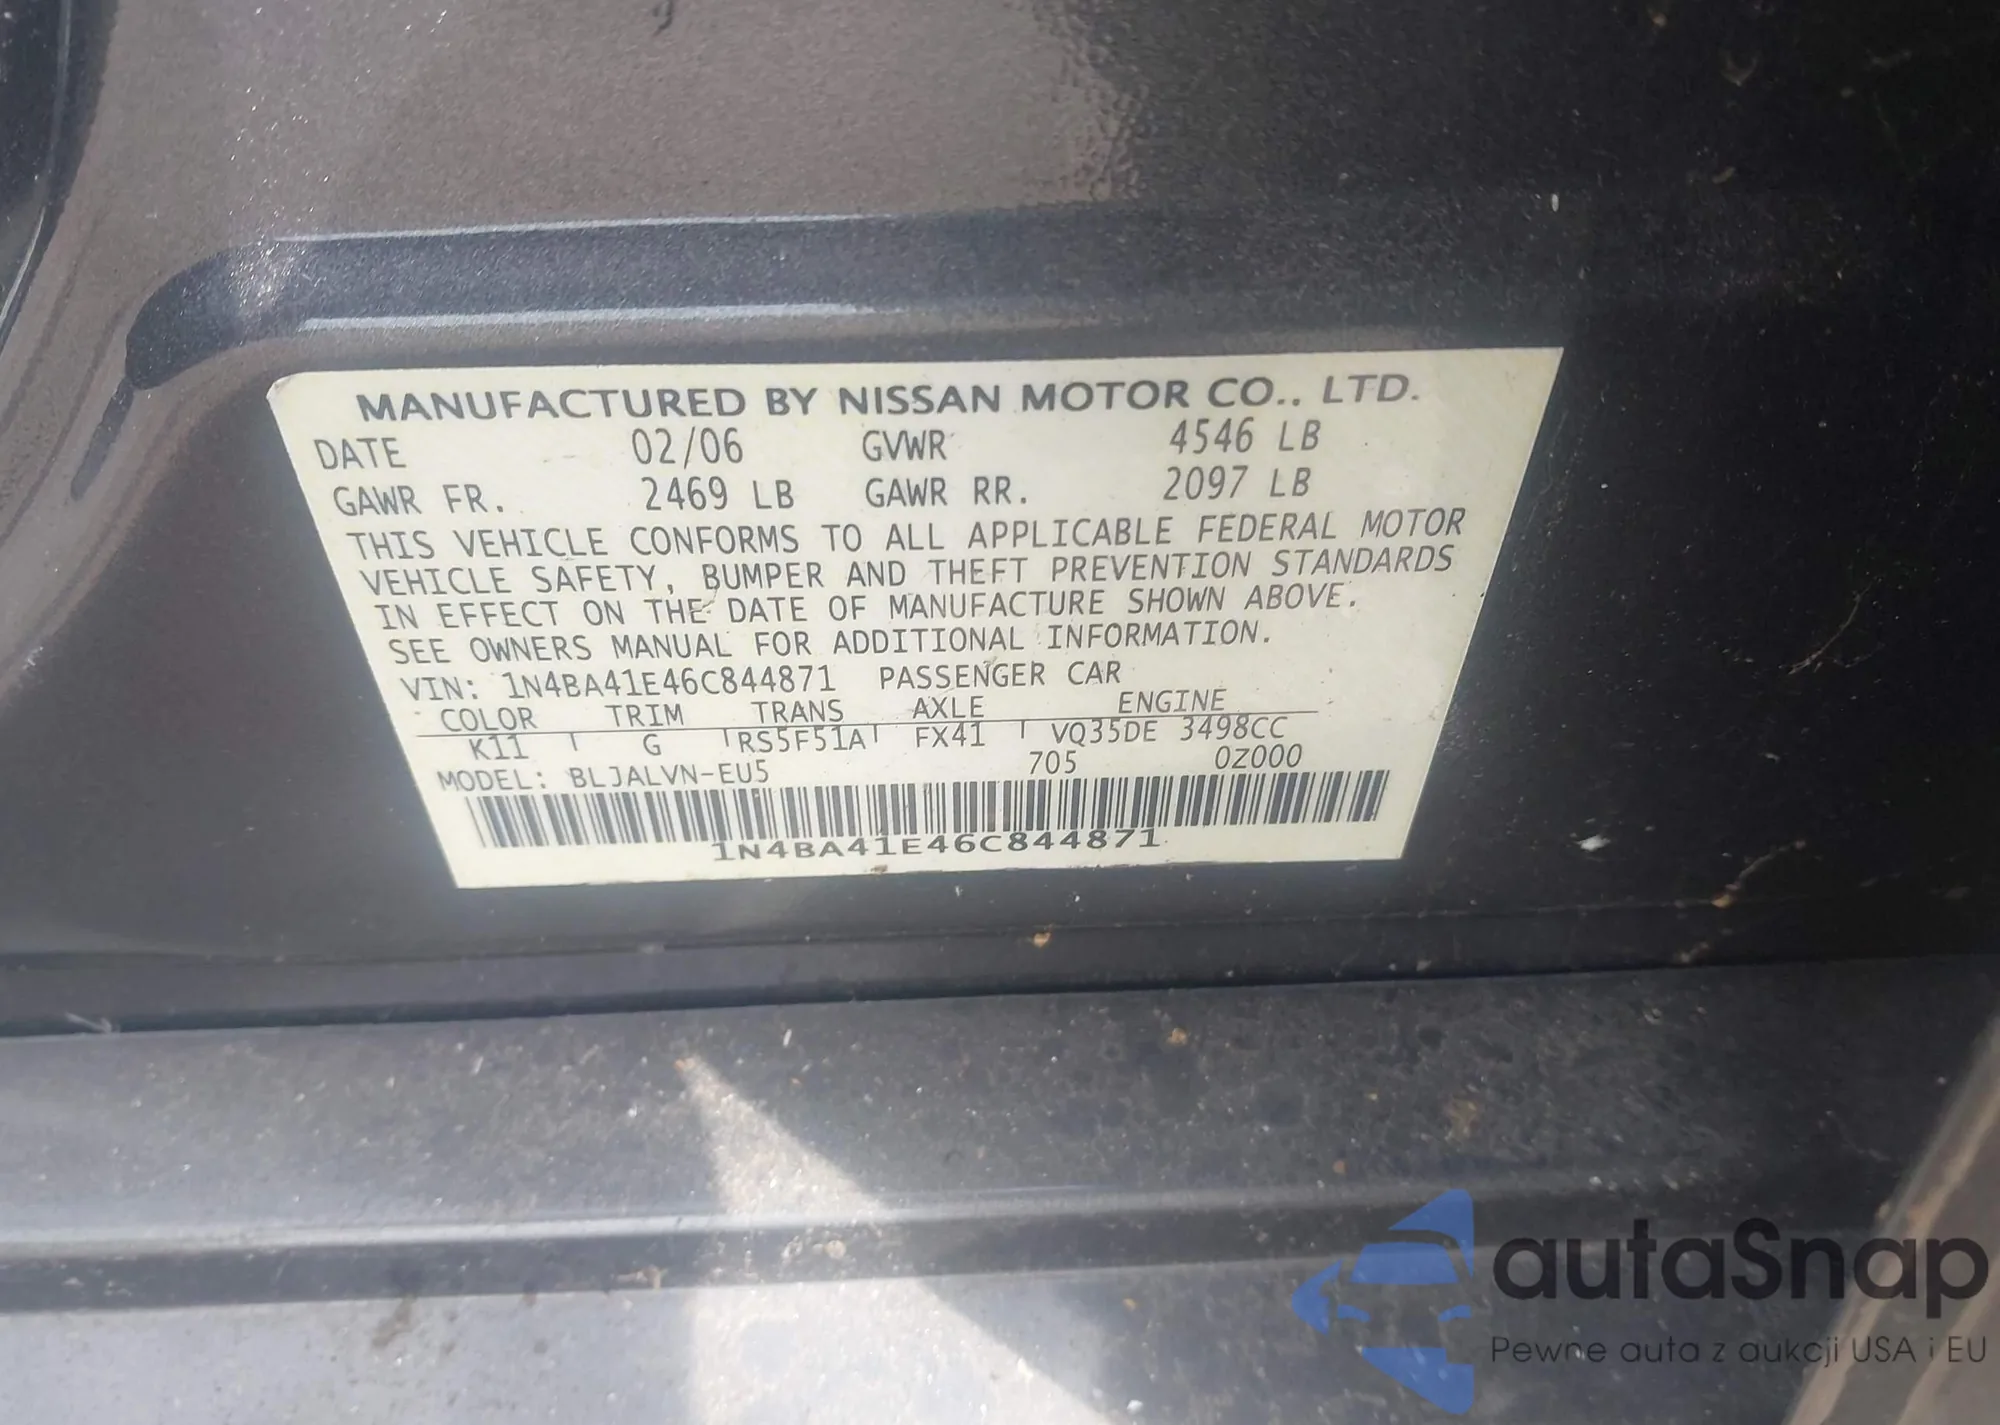 MANUFACTURED BY NISSAN MOTOR CO., LTD.
DATE 02/06 GVWR 4546 LB
GAWR FR. 2469 LB GAWR RR. 2097 LB
THIS VEHICLE CONFORMS TO ALL APPLICABLE FEDERAL MOTOR
VEHICLE SAFETY, BUMPER AND THEFT PREVENTION STANDARDS
IN EFFECT ON THE DATE OF MANUFACTURE SHOWN ABOVE.
SEE OWNERS MANUAL FOR ADDITIONAL INFORMATION.
VIN: 1N4BA41E46C844871 PASSENGER CAR
COLOR TRIM TRANS AXLE ENGINE
K11 G RS5F51A FX41 VQ35DE 3498CC
MODEL: BLJALVN-EU5 705 0Z000
1N4BA41E46C844871
autaSnap
Pewne auta z aukcji USA i EU